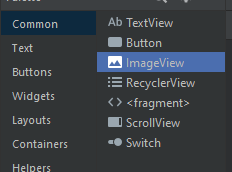 Common
Text
Buttons
Widgets
Layouts
Containers
Helpers
Ab TextView
Button
ImageView
RecyclerView
<> <fragment>
ScrollView
Switch